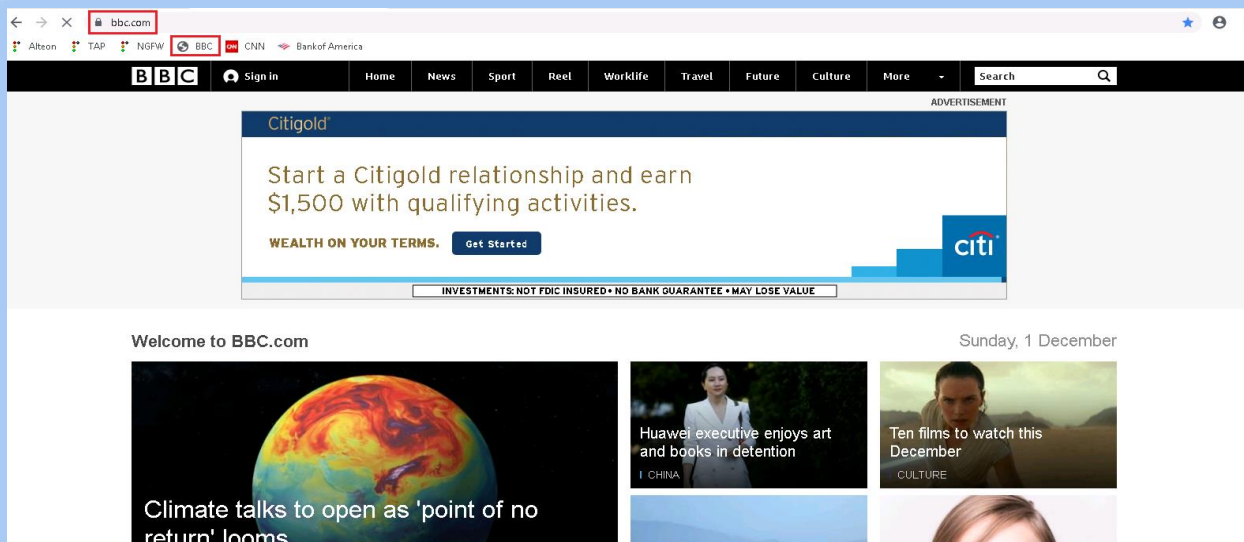 bbc.com
Alteon TAP NGFW BBC CNN Bank of America
BBC Sign in Home News Sport Reel Worklife Travel Future Culture More Search
ADVERTISEMENT
Citigold®
Start a Citigold relationship and earn
$1,500 with qualifying activities.
WEALTH ON YOUR TERMS. Get Started
citi®
INVESTMENTS: NOT FDIC INSURED • NO BANK GUARANTEE • MAY LOSE VALUE
Welcome to BBC.com Sunday, 1 December
Huawei executive enjoys art
and books in detention
CHINA
Ten films to watch this
December
CULTURE
Climate talks to open as 'point of no
return' looms